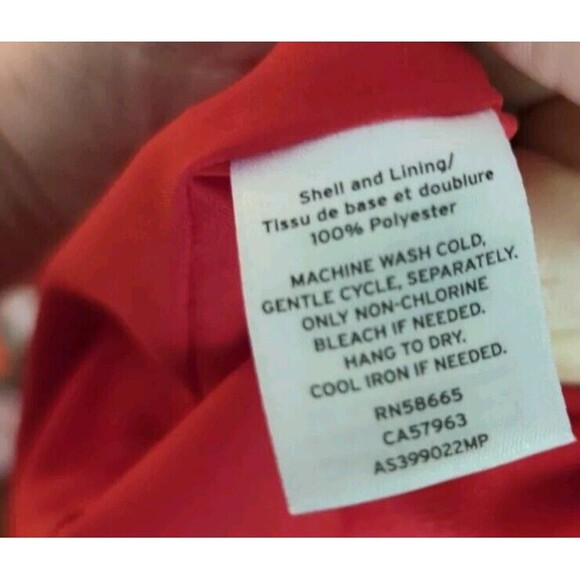 Shell and Lining/
Tissu de base et doublure
100% Polyester
MACHINE WASH COLD,
GENTLE CYCLE, SEPARATELY.
ONLY NON-CHLORINE
BLEACH IF NEEDED.
HANG TO DRY.
COOL IRON IF NEEDED.
RN58665
CA57963
AS399022MP